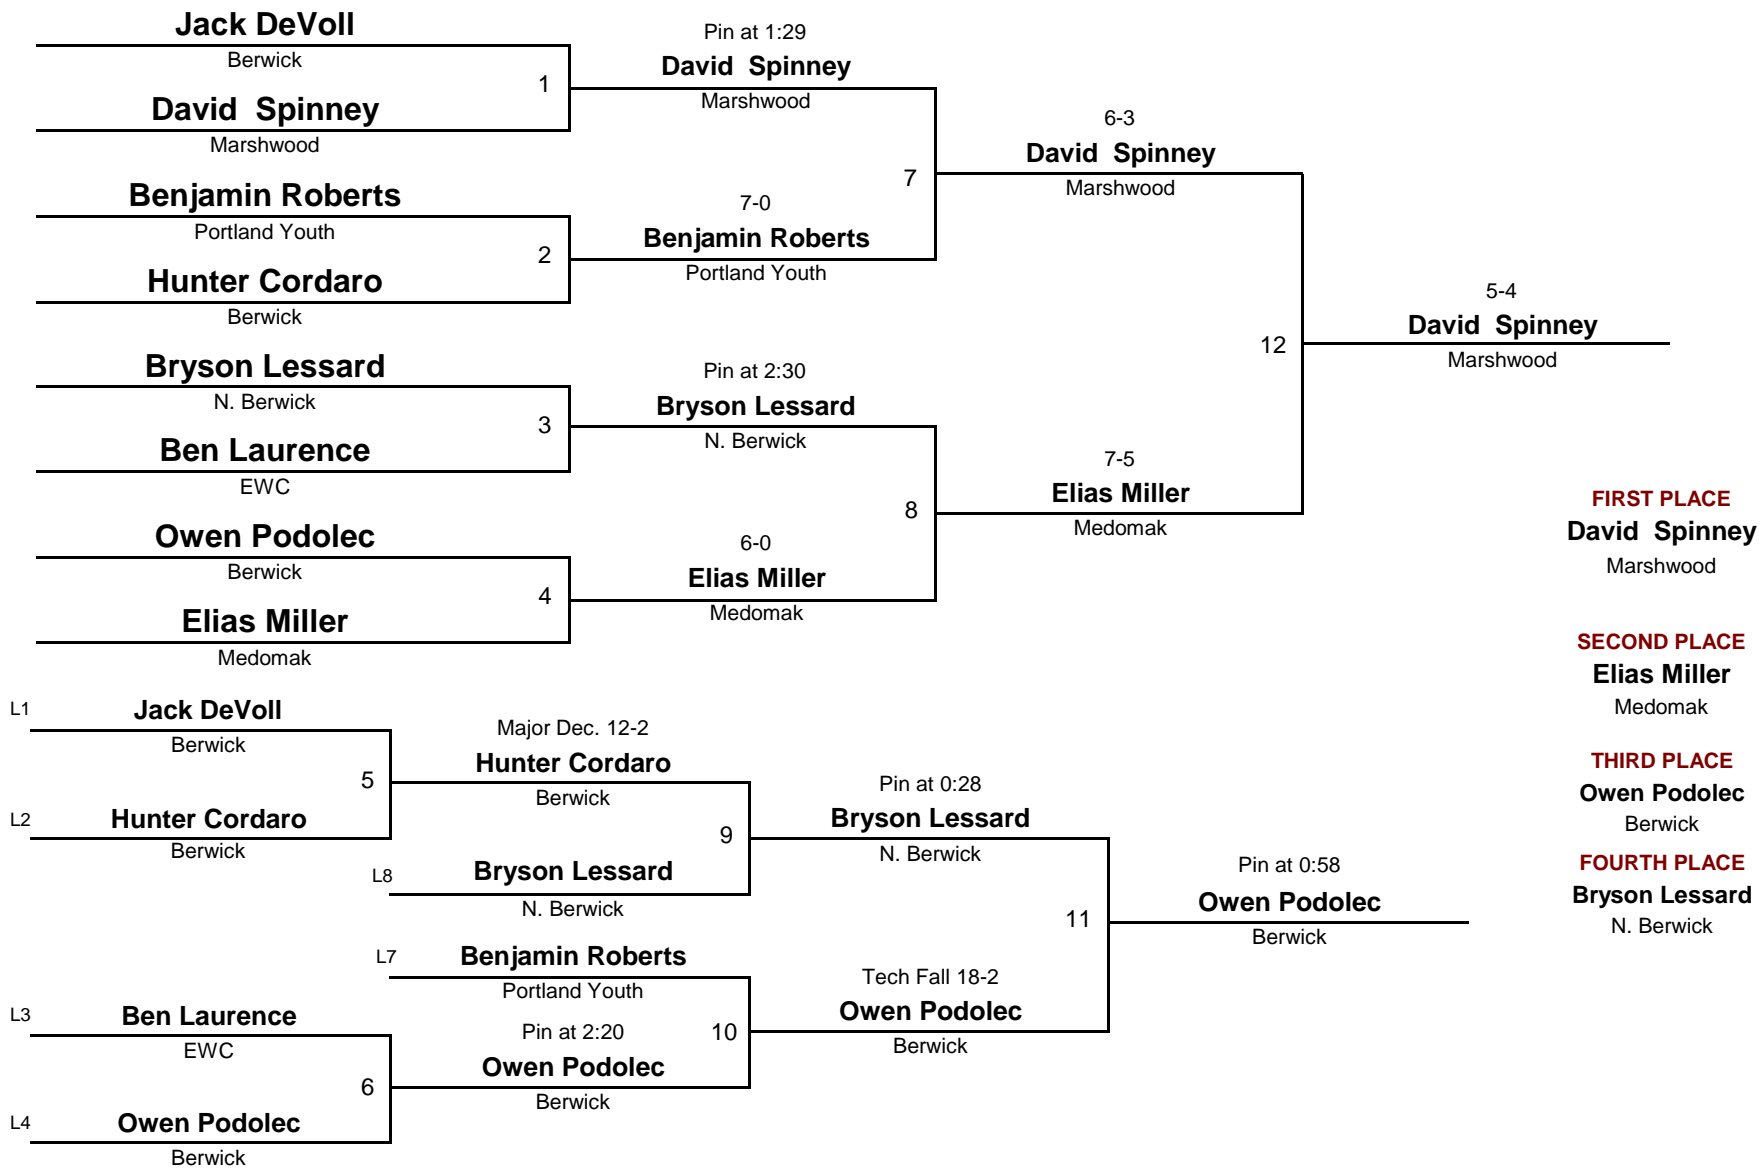 Jack DeVoll
Berwick
1
David  Spinney
Marshwood
Benjamin Roberts
Portland Youth
2
Hunter Cordaro
Berwick
Bryson Lessard
N. Berwick
3
Ben Laurence
EWC
Owen Podolec
Berwick
4
Elias Miller
Medomak
Pin at 1:29
David  Spinney
Marshwood
7
7-0
Benjamin Roberts
Portland Youth
Pin at 2:30
Bryson Lessard
N. Berwick
8
6-0
Elias Miller
Medomak
6-3
David  Spinney
Marshwood
12
7-5
Elias Miller
Medomak
5-4
David  Spinney
Marshwood
FIRST PLACE
David  Spinney
Marshwood
SECOND PLACE
Elias Miller
Medomak
THIRD PLACE
Owen Podolec
Berwick
FOURTH PLACE
Bryson Lessard
N. Berwick
L1 Jack DeVoll
Berwick
5
L2 Hunter Cordaro
Berwick
Major Dec. 12-2
Hunter Cordaro
Berwick
9
L8 Bryson Lessard
N. Berwick
L7 Benjamin Roberts
Portland Youth
10
L3 Ben Laurence
EWC
6
L4 Owen Podolec
Berwick
Pin at 2:20
Owen Podolec
Berwick
Pin at 0:28
Bryson Lessard
N. Berwick
11
Tech Fall 18-2
Owen Podolec
Berwick
Pin at 0:58
Owen Podolec
Berwick